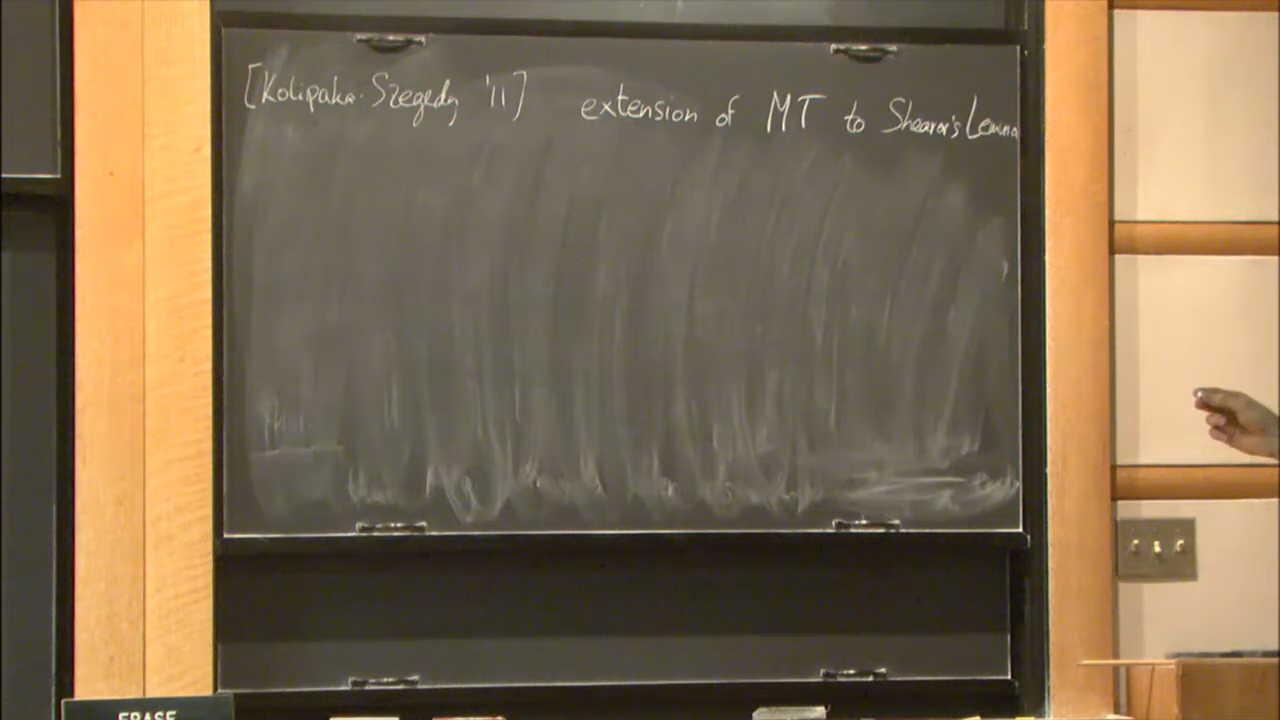 [Kolipaka-Szegedy '11] extension of MT to Shearer's Lemma
ERASE